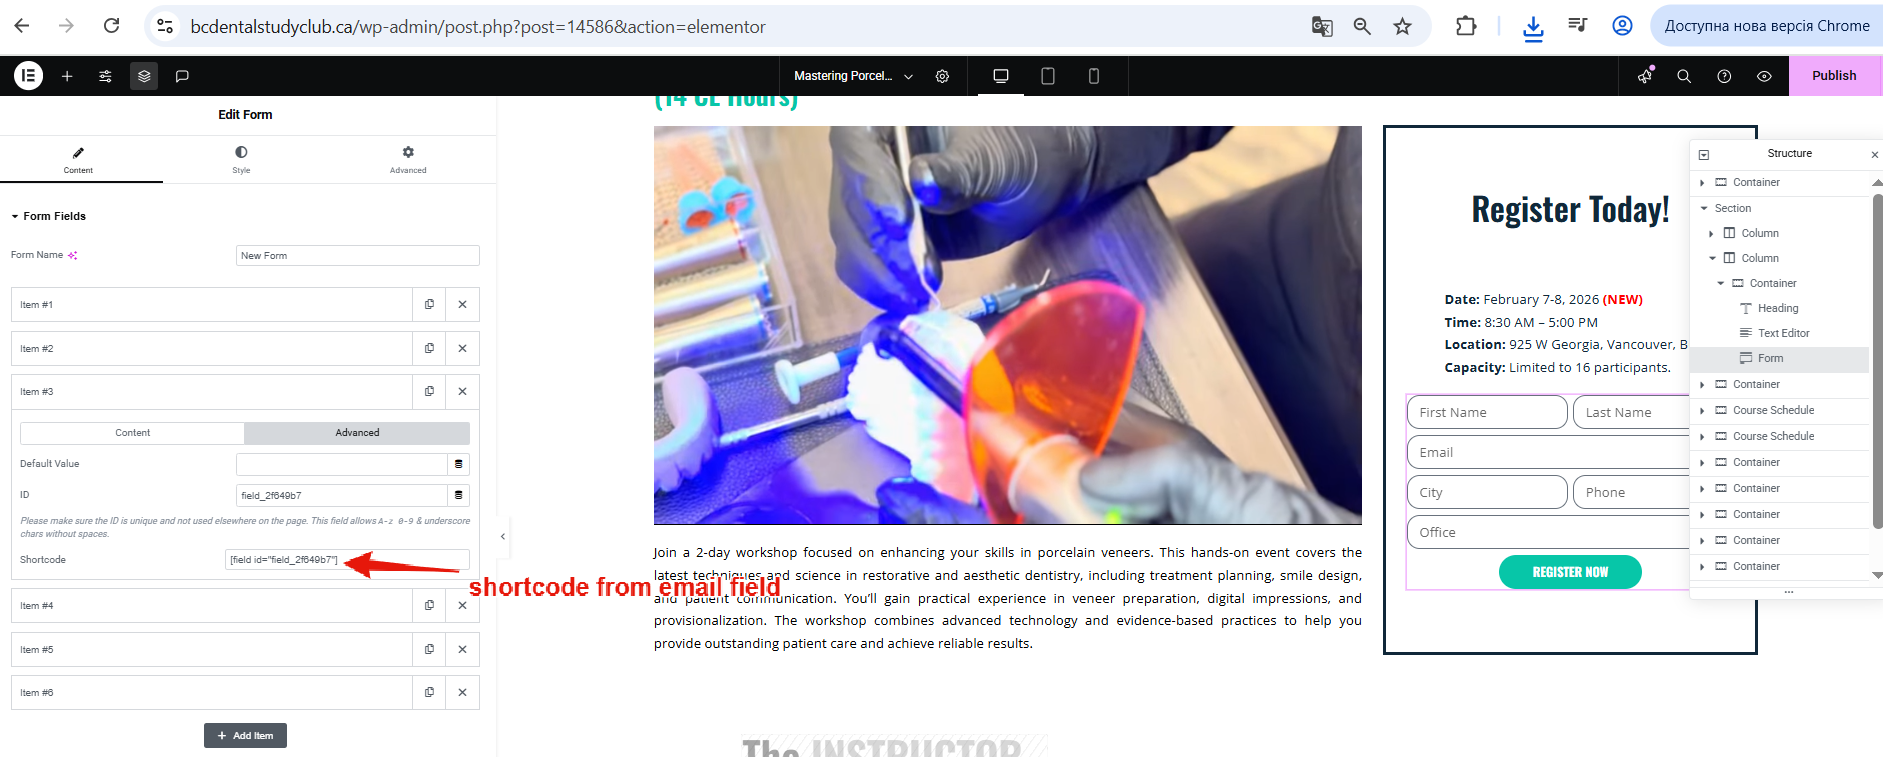 bcdentalstudyclub.ca/wp-admin/post.php?post=14586&action=elementor
Доступна нова версія Chrome
Mastering Porcel...
Publish
Edit Form
Content
Style
Advanced
Form Fields
Form Name
New Form
Item #1
Item #2
Item #3
Content
Advanced
Default Value
ID
field_2f649b7
Please make sure the ID is unique and not used elsewhere on the page. This field allows A-z 0-9 & underscore
chars without spaces.
Shortcode
[field id="field_2f649b7"]
shortcode from email field
Item #4
Item #5
Item #6
+ Add Item
(14 CE Hours)
Join a 2-day workshop focused on enhancing your skills in porcelain veneers. This hands-on event covers the
latest techniques and science in restorative and aesthetic dentistry, including treatment planning, smile design,
and patient communication. You'll gain practical experience in veneer preparation, digital impressions, and
provisionalization. The workshop combines advanced technology and evidence-based practices to help you
provide outstanding patient care and achieve reliable results.
The INSTRUCTOR
Register Today!
Date: February 7-8, 2026 (NEW)
Time: 8:30 AM – 5:00 PM
Location: 925 W Georgia, Vancouver, B
Capacity: Limited to 16 participants.
First Name
Last Name
Email
City
Phone
Office
REGISTER NOW
Structure
Container
Section
Column
Column
Container
Heading
Text Editor
Form
Container
Course Schedule
Course Schedule
Container
Container
Container
Container
Container